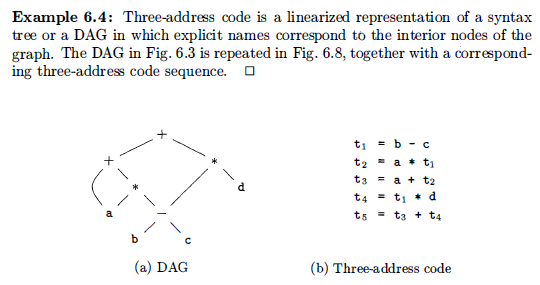 Example 6.4: Three-address code is a linearized representation of a syntax
tree or a DAG in which explicit names correspond to the interior nodes of the
graph. The DAG in Fig. 6.3 is repeated in Fig. 6.8, together with a correspond-
ing three-address code sequence. □
+
+
*
*
d
a
−
b
c
t₁ = b - c
t₂ = a * t₁
t₃ = a + t₂
t₄ = t₁ * d
t₅ = t₃ + t₄
(a) DAG
(b) Three-address code